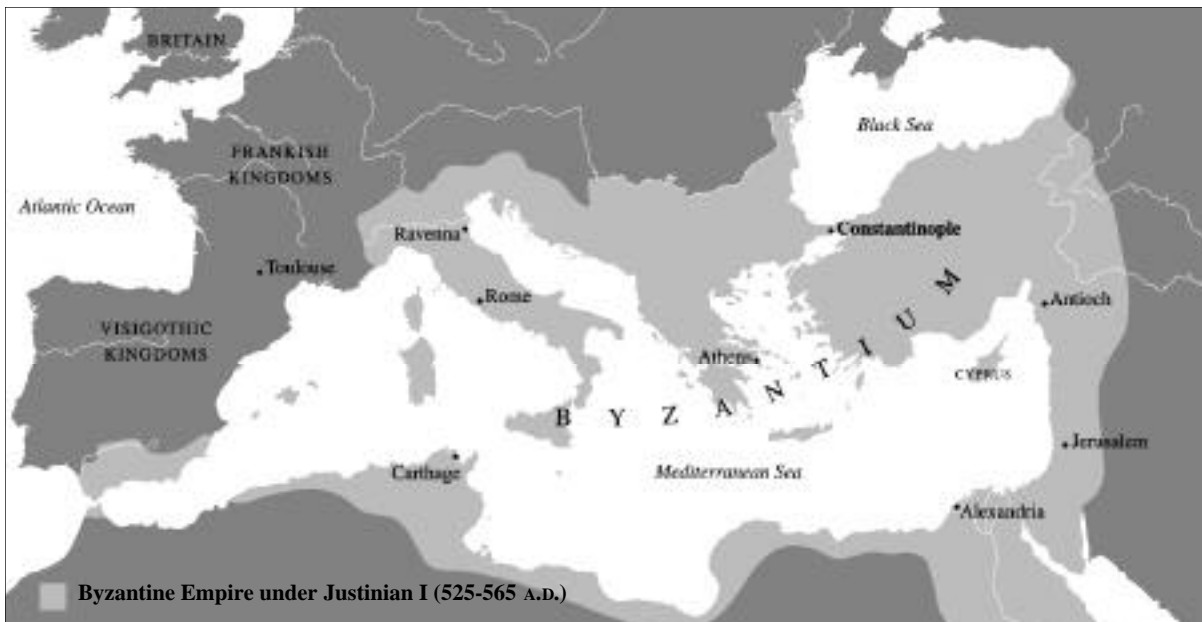 BRITAIN
Black Sea
FRANKISH
KINGDOMS
Atlantic Ocean
Ravenna
Constantinople
Toulouse
Rome
Antioch
VISIGOTHIC
KINGDOMS
Athens
CYPRUS
BYZANTIUM
Jerusalem
Carthage
Mediterranean Sea
Alexandria
Byzantine Empire under Justinian I (525-565 A.D.)